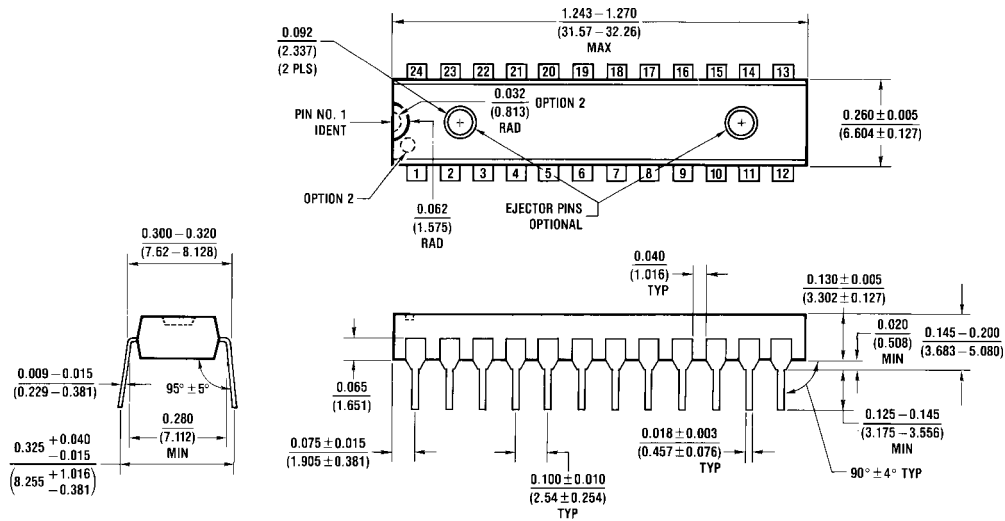 1.243 – 1.270
(31.57 – 32.26)
MAX
0.092
(2.337)
(2 PLS)
24 23 22 21 20 19 18 17 16 15 14 13
0.032
(0.813)
RAD
OPTION 2
PIN NO. 1
IDENT
0.260 ± 0.005
(6.604 ± 0.127)
1 2 3 4 5 6 7 8 9 10 11 12
OPTION 2
0.062
(1.575)
RAD
EJECTOR PINS
OPTIONAL
0.300 – 0.320
(7.62 – 8.128)
0.040
(1.016)
TYP
0.130 ± 0.005
(3.302 ± 0.127)
0.020
(0.508)
MIN
0.145 – 0.200
(3.683 – 5.080)
0.009 – 0.015
(0.229 – 0.381)
95° ± 5°
0.065
(1.651)
0.280
(7.112)
MIN
0.125 – 0.145
(3.175 – 3.556)
0.325 +0.040
–0.015
(8.255 +1.016
–0.381)
0.075 ± 0.015
(1.905 ± 0.381)
0.018 ± 0.003
(0.457 ± 0.076)
TYP
0.100 ± 0.010
(2.54 ± 0.254)
TYP
90° ± 4° TYP